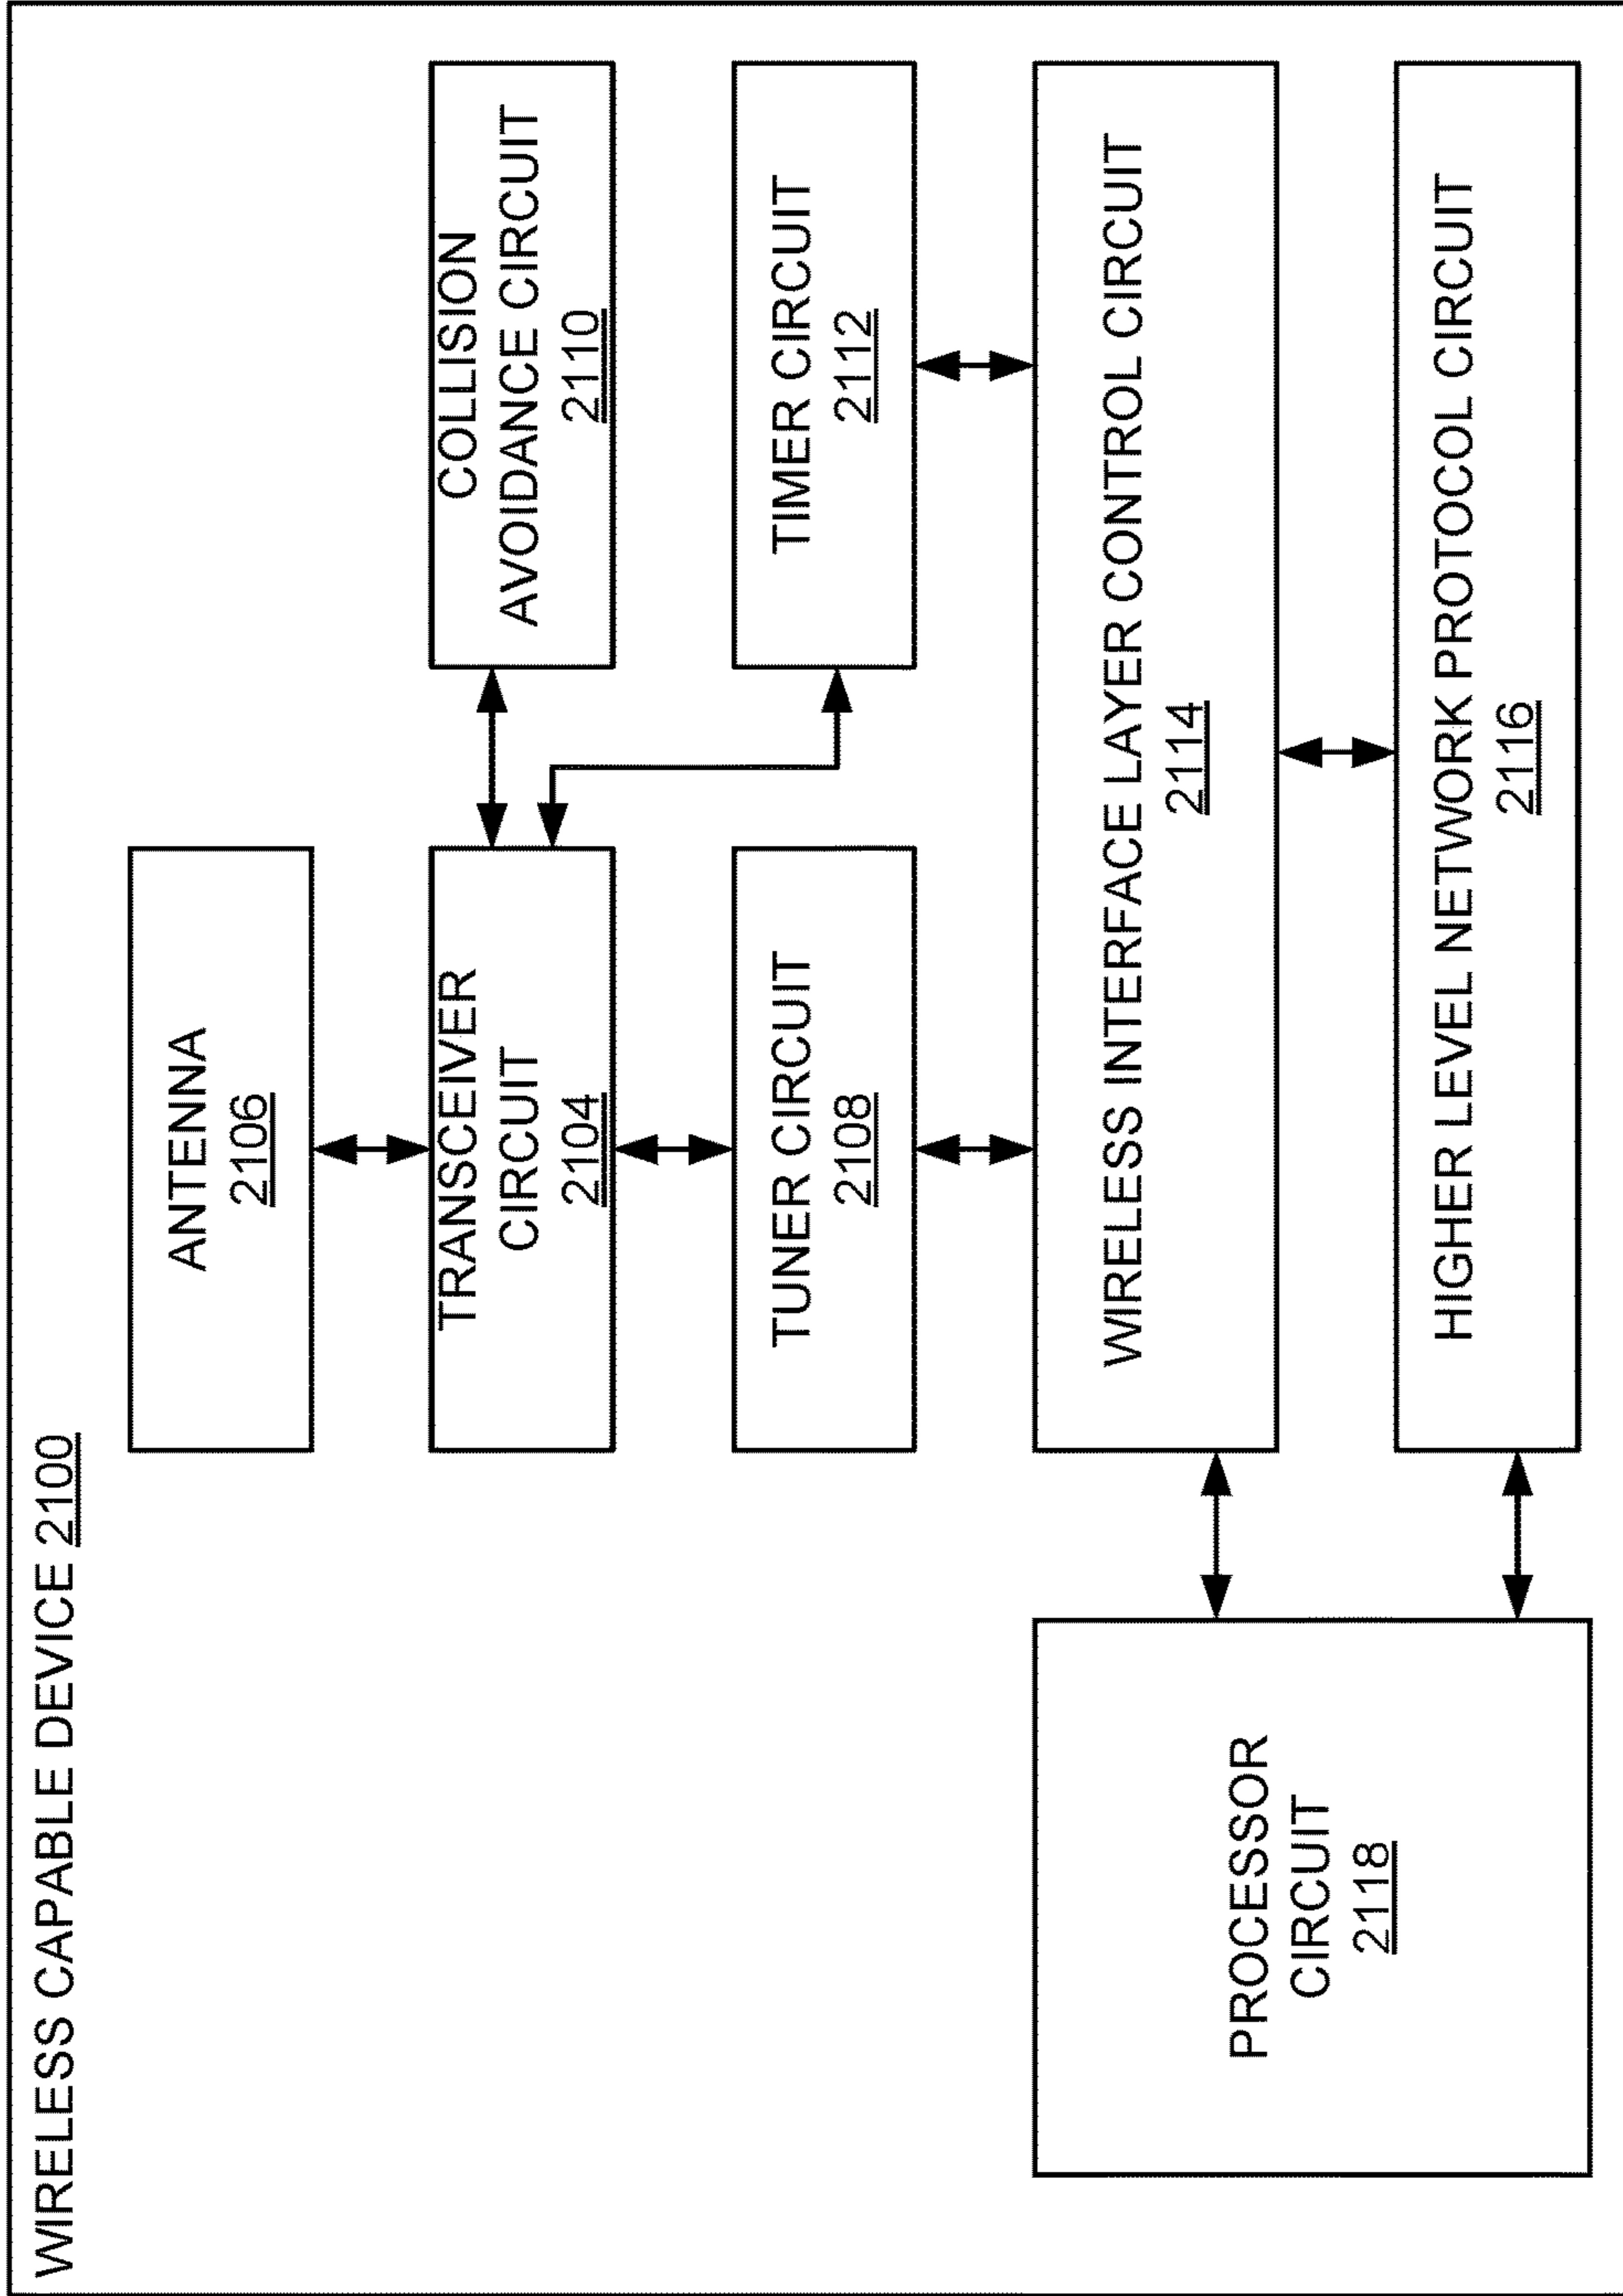 WIRELESS CAPABLE DEVICE 2100
ANTENNA
2106
TRANSCEIVER
CIRCUIT
2104
COLLISION
AVOIDANCE CIRCUIT
2110
TUNER CIRCUIT
2108
TIMER CIRCUIT
2112
WIRELESS INTERFACE LAYER CONTROL CIRCUIT
2114
PROCESSOR
CIRCUIT
2118
HIGHER LEVEL NETWORK PROTOCOL CIRCUIT
2116